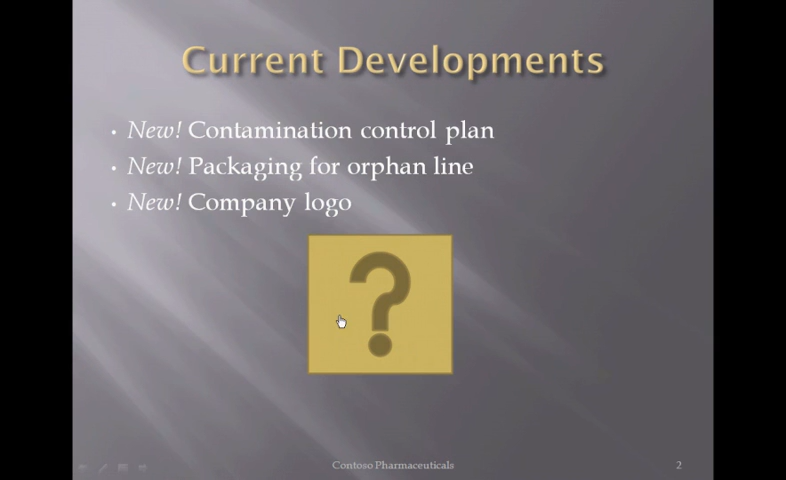 Current Developments
• New! Contamination control plan
• New! Packaging for orphan line
• New! Company logo
?
Contoso Pharmaceuticals
2